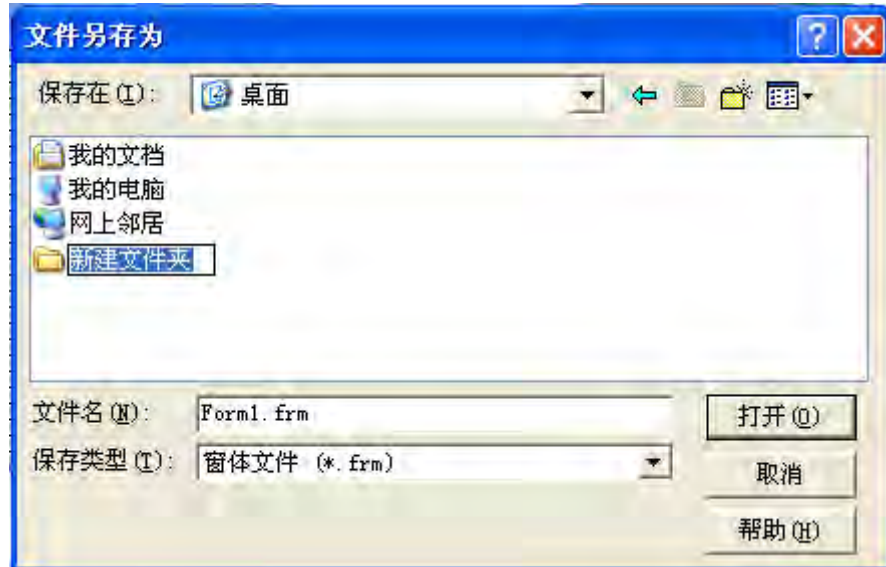 文件另存为
保存在(I): 桌面
我的文档
我的电脑
网上邻居
新建文件夹
文件名(N): Form1.frm 打开(O)
保存类型(T): 窗体文件 (*.frm) 取消
帮助(H)